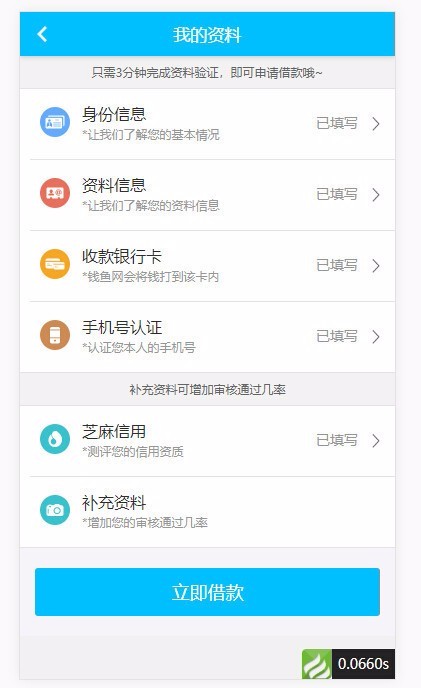 我的资料
只需3分钟完成资料验证，即可申请借款哦~
身份信息
*让我们了解您的基本情况
已填写
资料信息
*让我们了解您的资料信息
已填写
收款银行卡
*钱鱼网会将钱打到该卡内
已填写
手机号认证
*认证您本人的手机号
已填写
补充资料可增加审核通过几率
芝麻信用
*测评您的信用资质
已填写
补充资料
*增加您的审核通过几率
立即借款
0.0660s